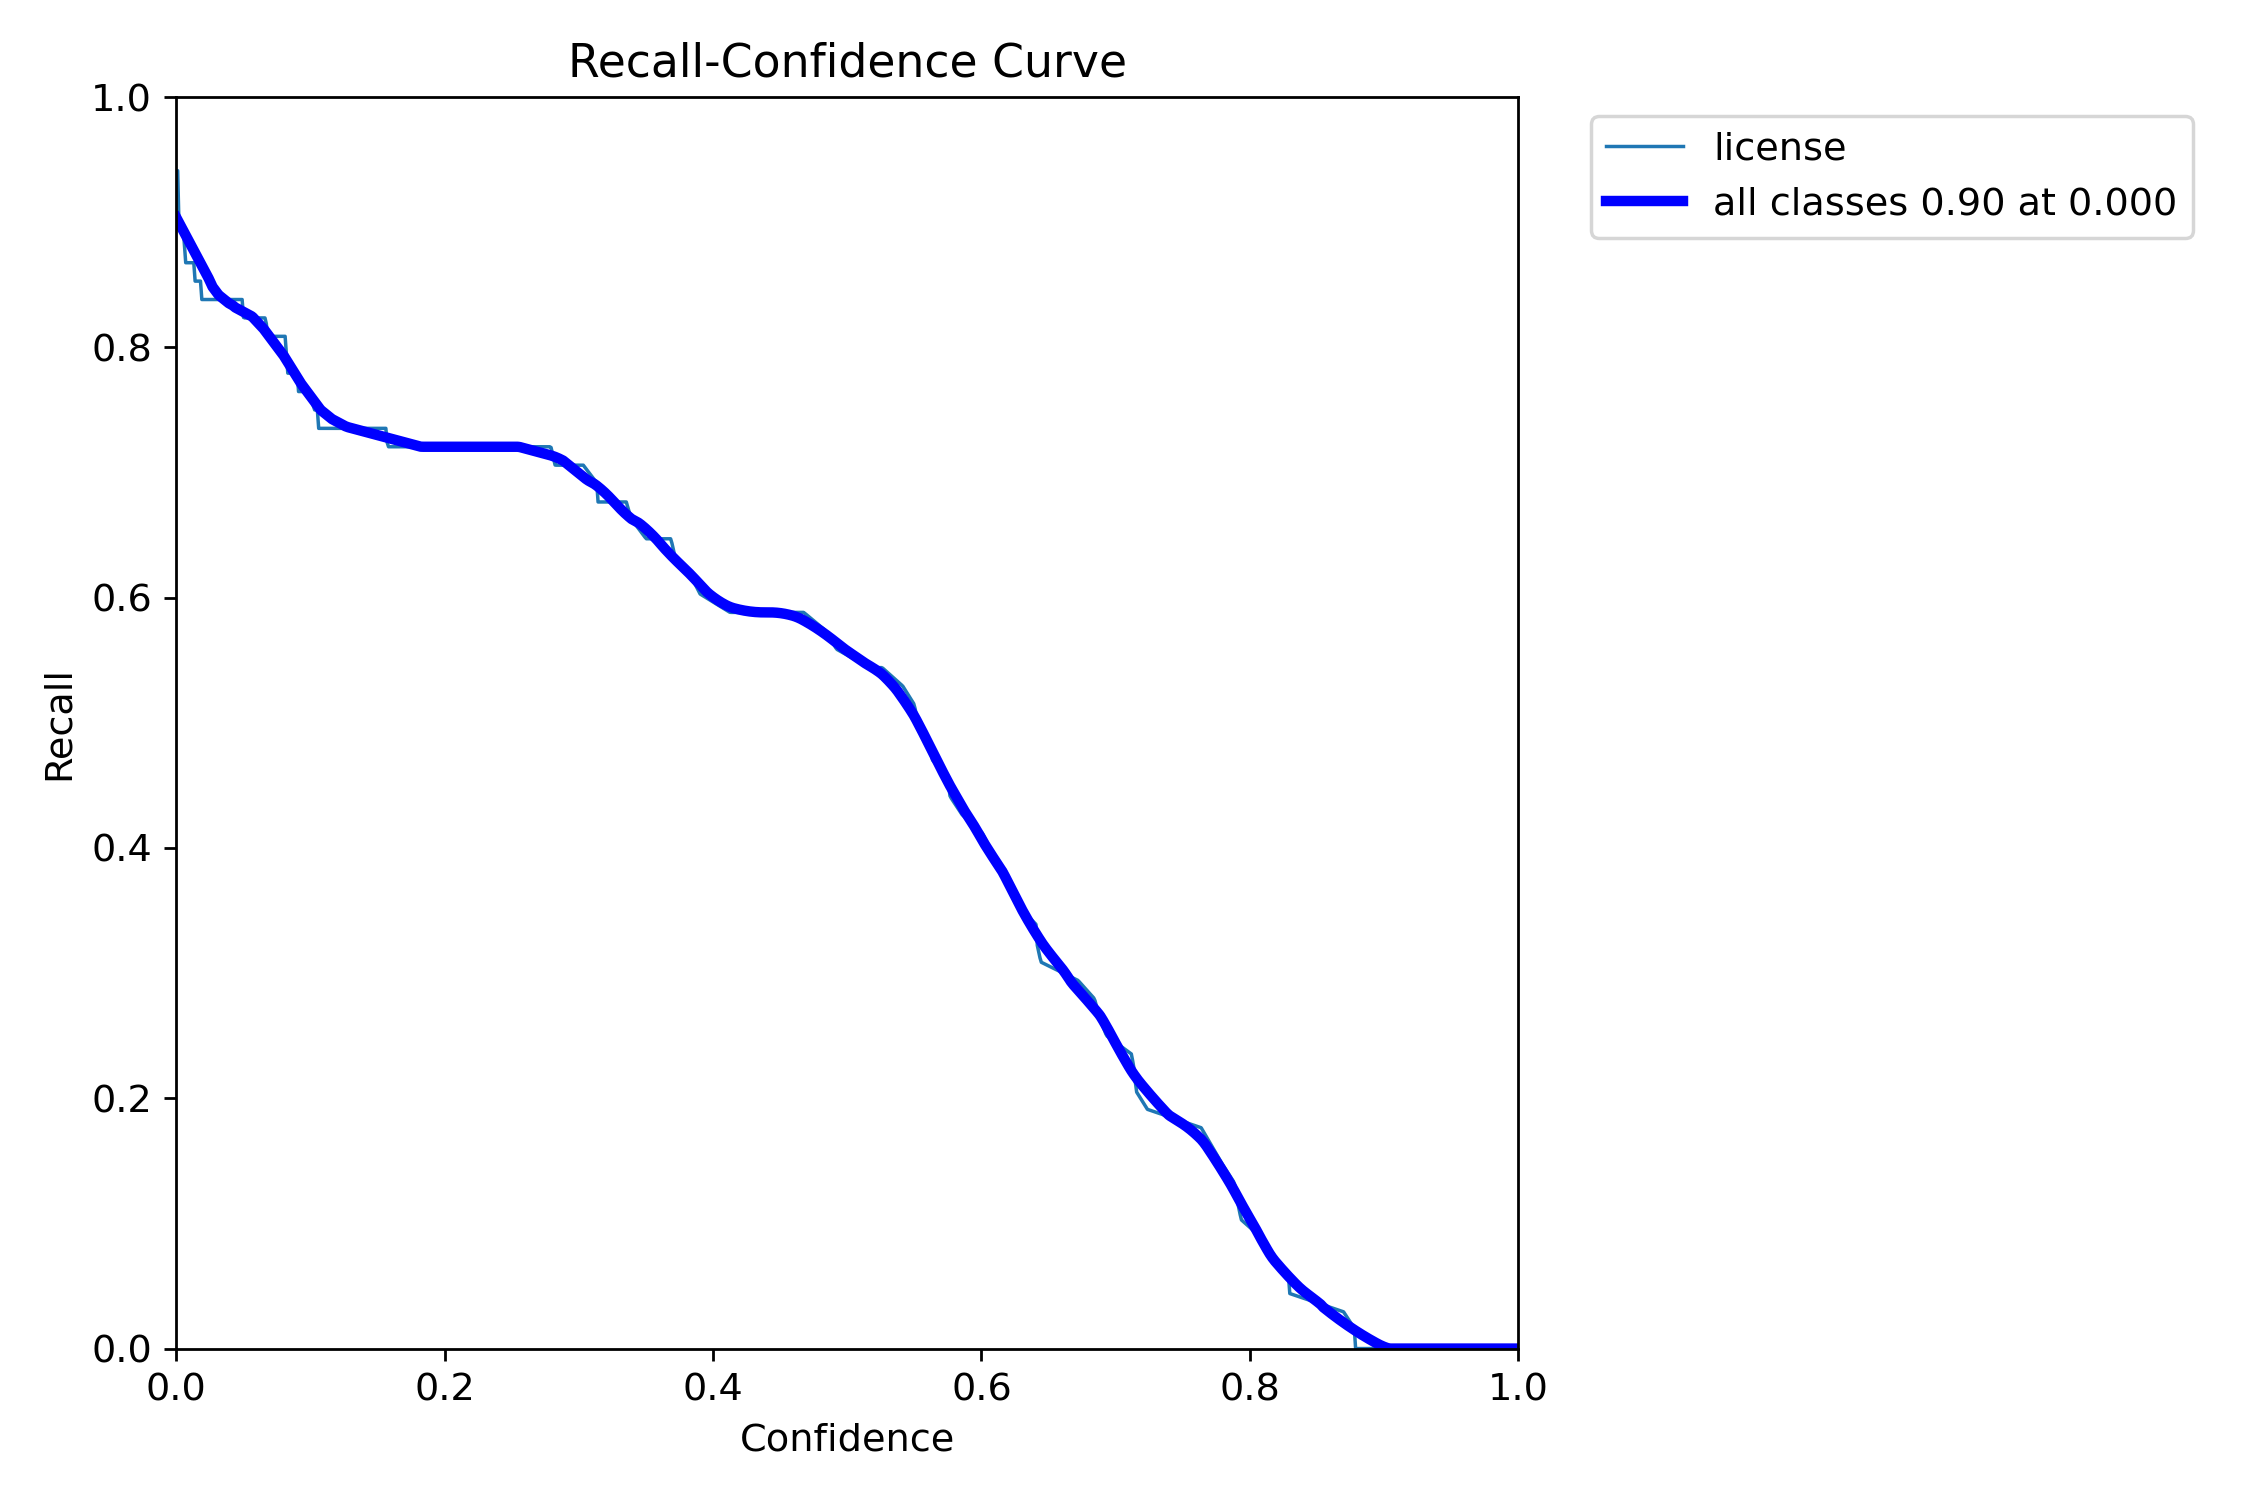 Recall-Confidence Curve
license
all classes 0.90 at 0.000
1.0
0.8
0.6
0.4
0.2
0.0
Recall
0.0 0.2 0.4 0.6 0.8 1.0
Confidence